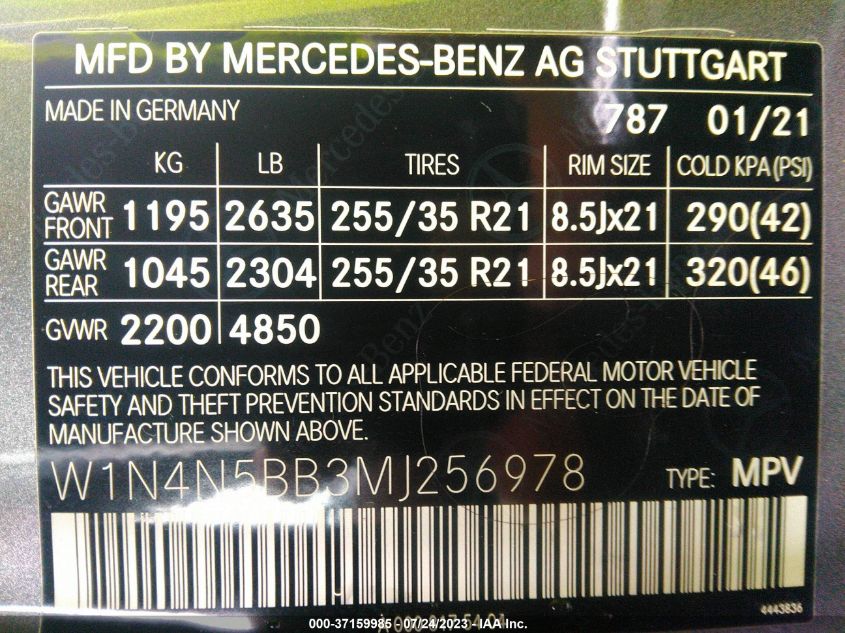 MFD BY MERCEDES-BENZ AG STUTTGART
MADE IN GERMANY 787 01/21
KG LB TIRES RIM SIZE COLD KPA (PSI)
GAWR FRONT 1195 2635 255/35 R21 8.5Jx21 290(42)
GAWR REAR 1045 2304 255/35 R21 8.5Jx21 320(46)
GVWR 2200 4850
THIS VEHICLE CONFORMS TO ALL APPLICABLE FEDERAL MOTOR VEHICLE
SAFETY AND THEFT PREVENTION STANDARDS IN EFFECT ON THE DATE OF
MANUFACTURE SHOWN ABOVE.
W1N4N5BB3MJ256978 TYPE: MPV
4443836
000-37159985 - 07/24/2023 - IAA Inc.